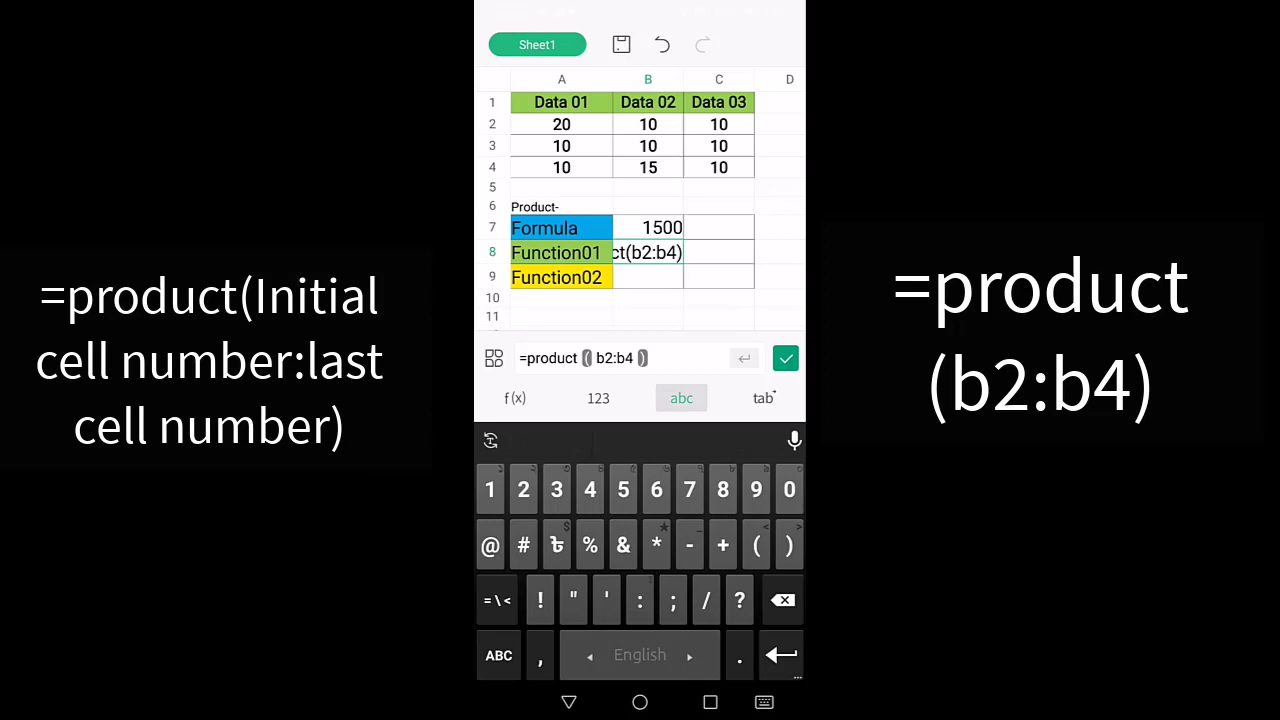 =product(Initial
cell number:last
cell number)
Sheet1
A B C D
1 Data 01 Data 02 Data 03
2 20 10 10
3 10 10 10
4 10 15 10
5
6 Product-
7 Formula 1500
8 Function01 ct(b2:b4)
9 Function02
10
11
=product ( b2:b4 )
f(x) 123 abc tab
1 2 3 4 5 6 7 8 9 0
@ # ৳ % & * - + ( )
=\< ! " ' : ; / ?
ABC , English .
=product
(b2:b4)